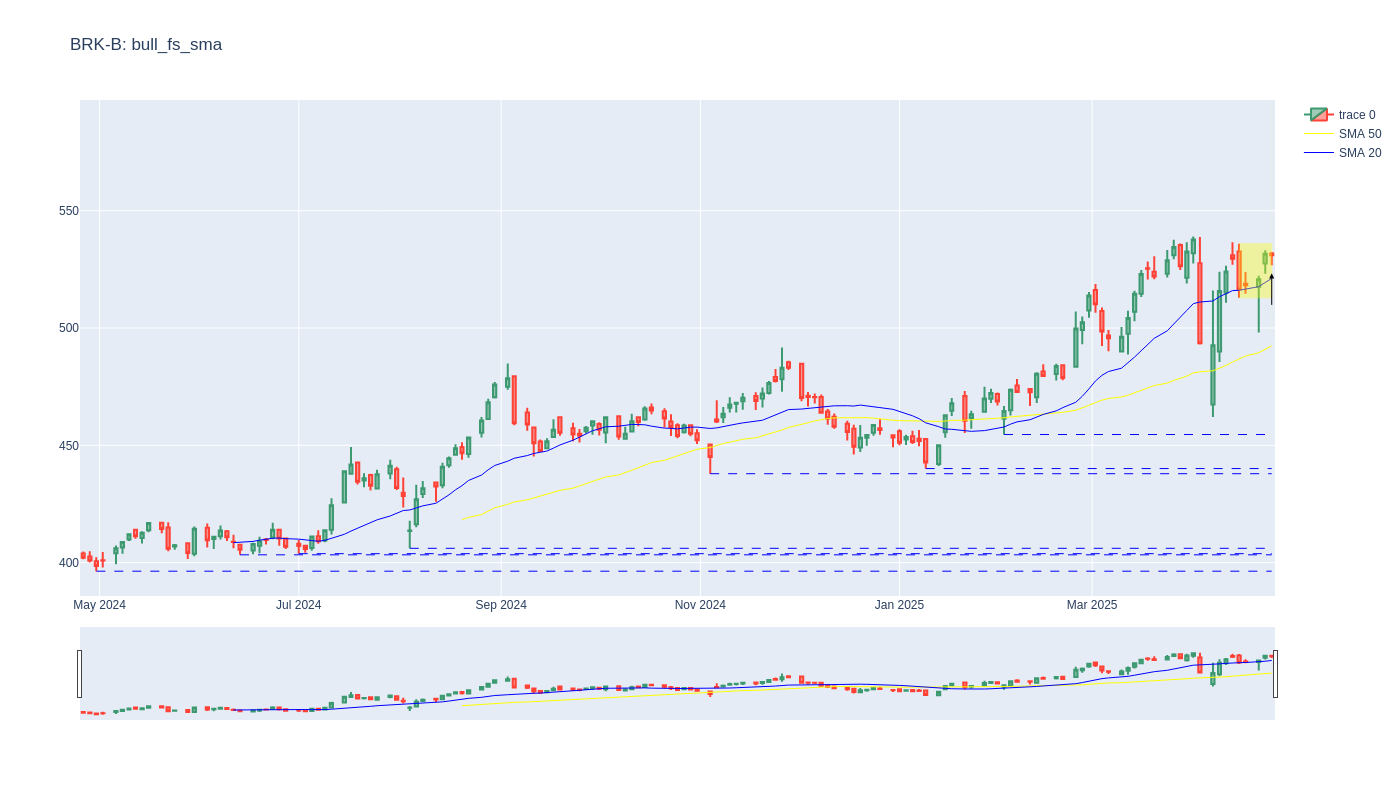 BRK-B: bull_fs_sma
trace 0
SMA 50
SMA 20
550
500
450
400
May 2024
Jul 2024
Sep 2024
Nov 2024
Jan 2025
Mar 2025